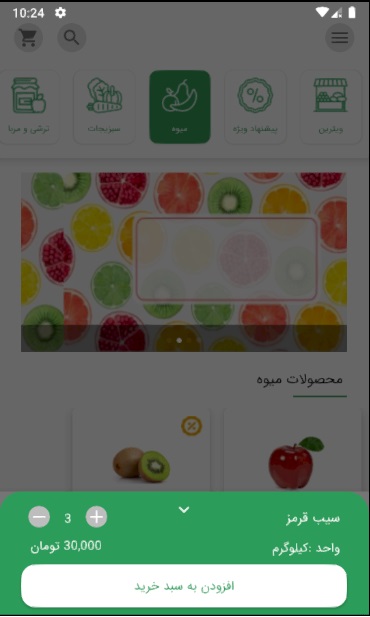 10:24
ویترین
پیشنهاد ویژه
میوه
سبزیجات
ترشی و مربا
محصولات میوه
سیب قرمز
3
واحد :کیلوگرم
30,000 تومان
افزودن به سبد خرید